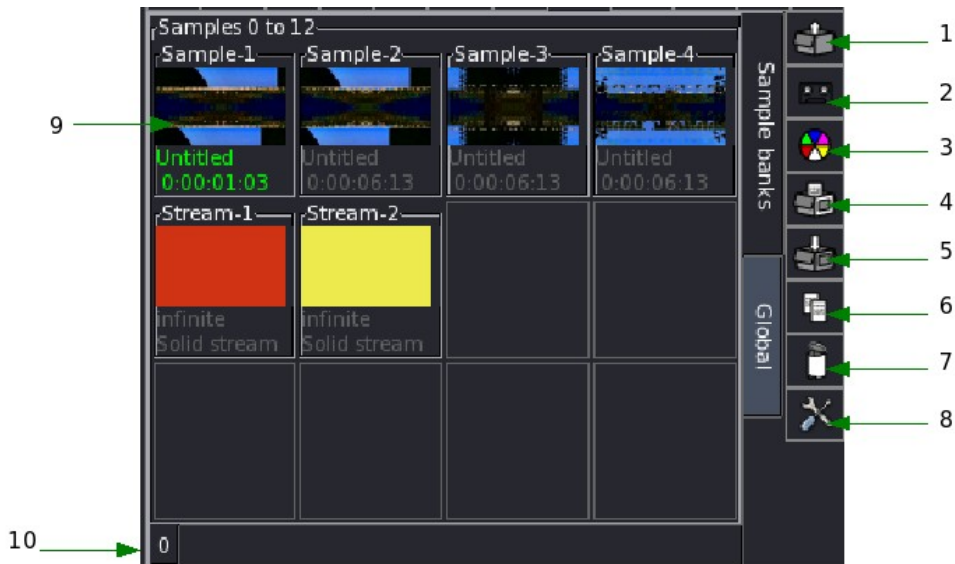 Samples 0 to 12
Sample-1 Sample-2 Sample-3 Sample-4
Untitled Untitled Untitled Untitled
0:00:01:03 0:00:06:13 0:00:06:13 0:00:06:13
Stream-1 Stream-2
infinite infinite
Solid stream Solid stream
0
Sample banks
Global
1
2
3
4
5
6
7
8
9
10